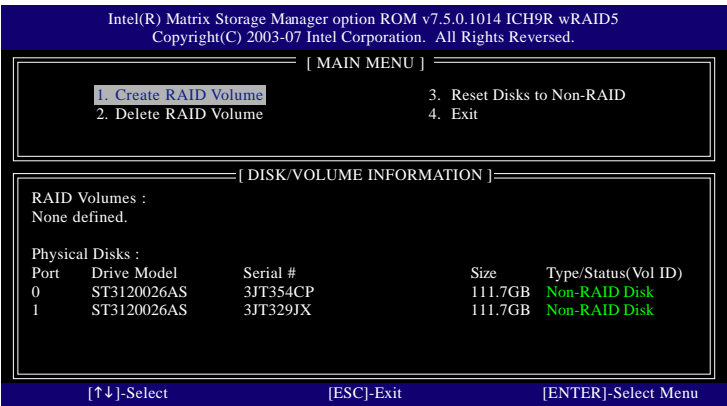 Intel(R) Matrix Storage Manager option ROM v7.5.0.1014 ICH9R wRAID5
Copyright(C) 2003-07 Intel Corporation.  All Rights Reversed.
[ MAIN MENU ]
1. Create RAID Volume 3. Reset Disks to Non-RAID
2. Delete RAID Volume 4. Exit
[ DISK/VOLUME INFORMATION ]
RAID Volumes :
None defined.
Physical Disks :
Port Drive Model Serial # Size Type/Status(Vol ID)
0 ST3120026AS 3JT354CP 111.7GB Non-RAID Disk
1 ST3120026AS 3JT329JX 111.7GB Non-RAID Disk
[↑↓]-Select [ESC]-Exit [ENTER]-Select Menu